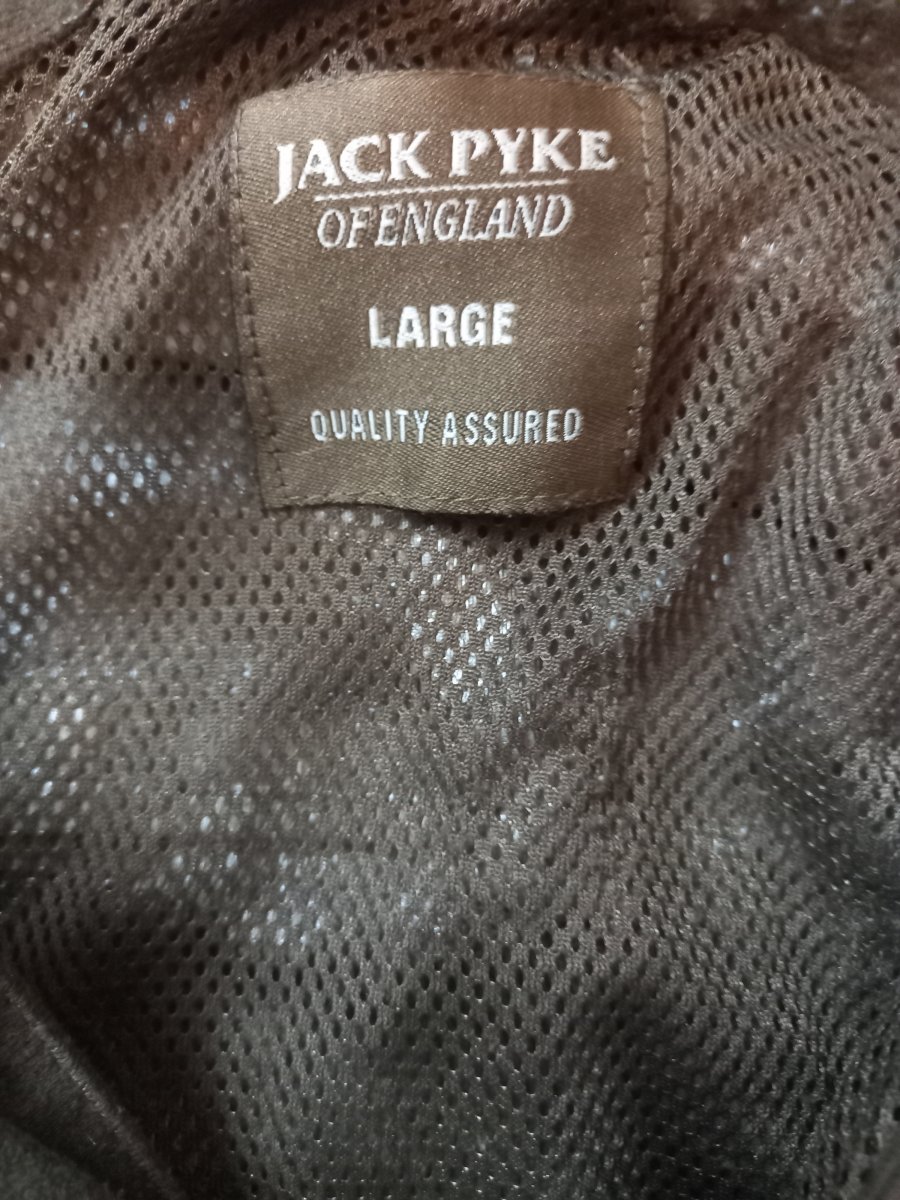 JACK PYKE
OF ENGLAND
LARGE
QUALITY ASSURED